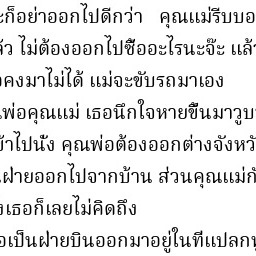 ก็อย่าออกไปดีกว่า คุณแม่รีบบอ
ไม่ต้องออกไปซื้ออะไรนะจ๊ะ แล้
คงมาไม่ได้ แม่จะขับรถมาเอง
พ่อคุณแม่ เธอนึกใจหายขึ้นมาวูบ
เข้าไปนั่ง คุณพ่อต้องออกต่างจังหวั
ฝ่ายออกไปจากบ้าน ส่วนคุณแม่ก็
เธอก็เลยไม่คิดถึง
เป็นฝ่ายบินออกมาอยู่ในที่แปลก